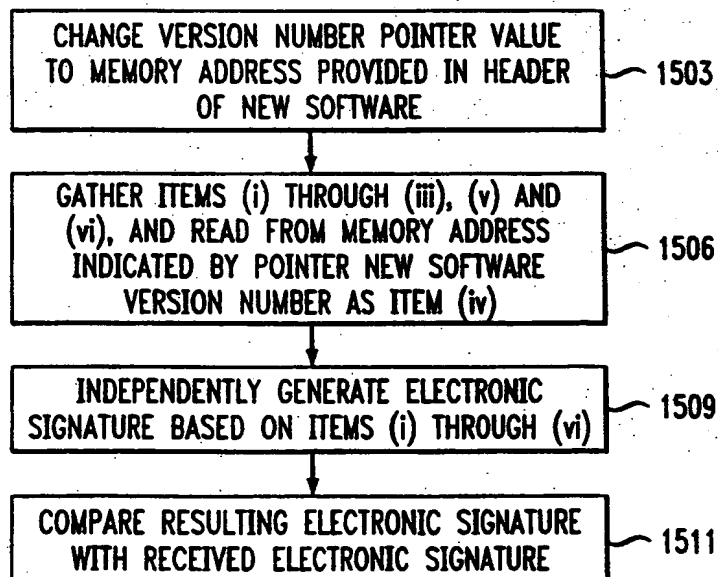 CHANGE VERSION NUMBER POINTER VALUE
TO MEMORY ADDRESS PROVIDED IN HEADER
OF NEW SOFTWARE
1503
GATHER ITEMS (i) THROUGH (iii), (v) AND
(vi), AND READ FROM MEMORY ADDRESS
INDICATED BY POINTER NEW SOFTWARE
VERSION NUMBER AS ITEM (iv)
1506
INDEPENDENTLY GENERATE ELECTRONIC
SIGNATURE BASED ON ITEMS (i) THROUGH (vi)
1509
COMPARE RESULTING ELECTRONIC SIGNATURE
WITH RECEIVED ELECTRONIC SIGNATURE
1511